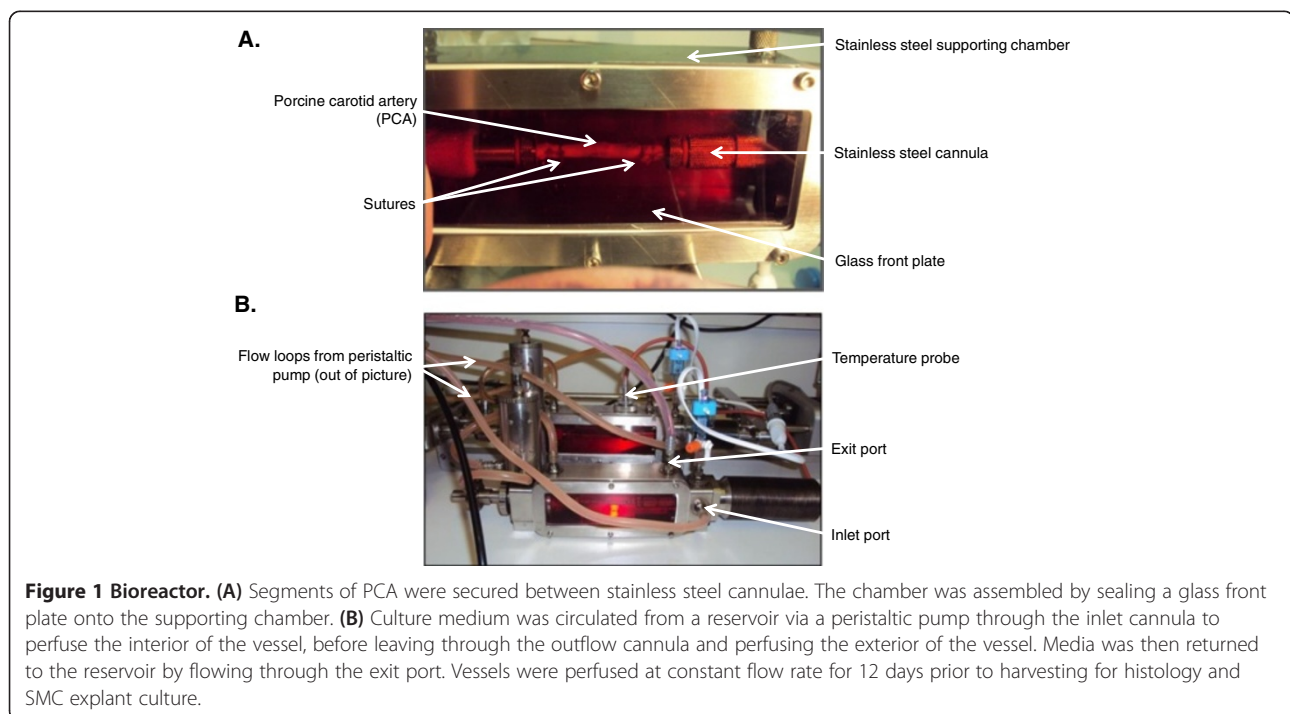 A.
Stainless steel supporting chamber
Porcine carotid artery
(PCA)
Stainless steel cannula
Sutures
Glass front plate
B.
Flow loops from peristaltic
pump (out of picture)
Temperature probe
Exit port
Inlet port
Figure 1 Bioreactor. (A) Segments of PCA were secured between stainless steel cannulae. The chamber was assembled by sealing a glass front
plate onto the supporting chamber. (B) Culture medium was circulated from a reservoir via a peristaltic pump through the inlet cannula to
perfuse the interior of the vessel, before leaving through the outflow cannula and perfusing the exterior of the vessel. Media was then returned
to the reservoir by flowing through the exit port. Vessels were perfused at constant flow rate for 12 days prior to harvesting for histology and
SMC explant culture.